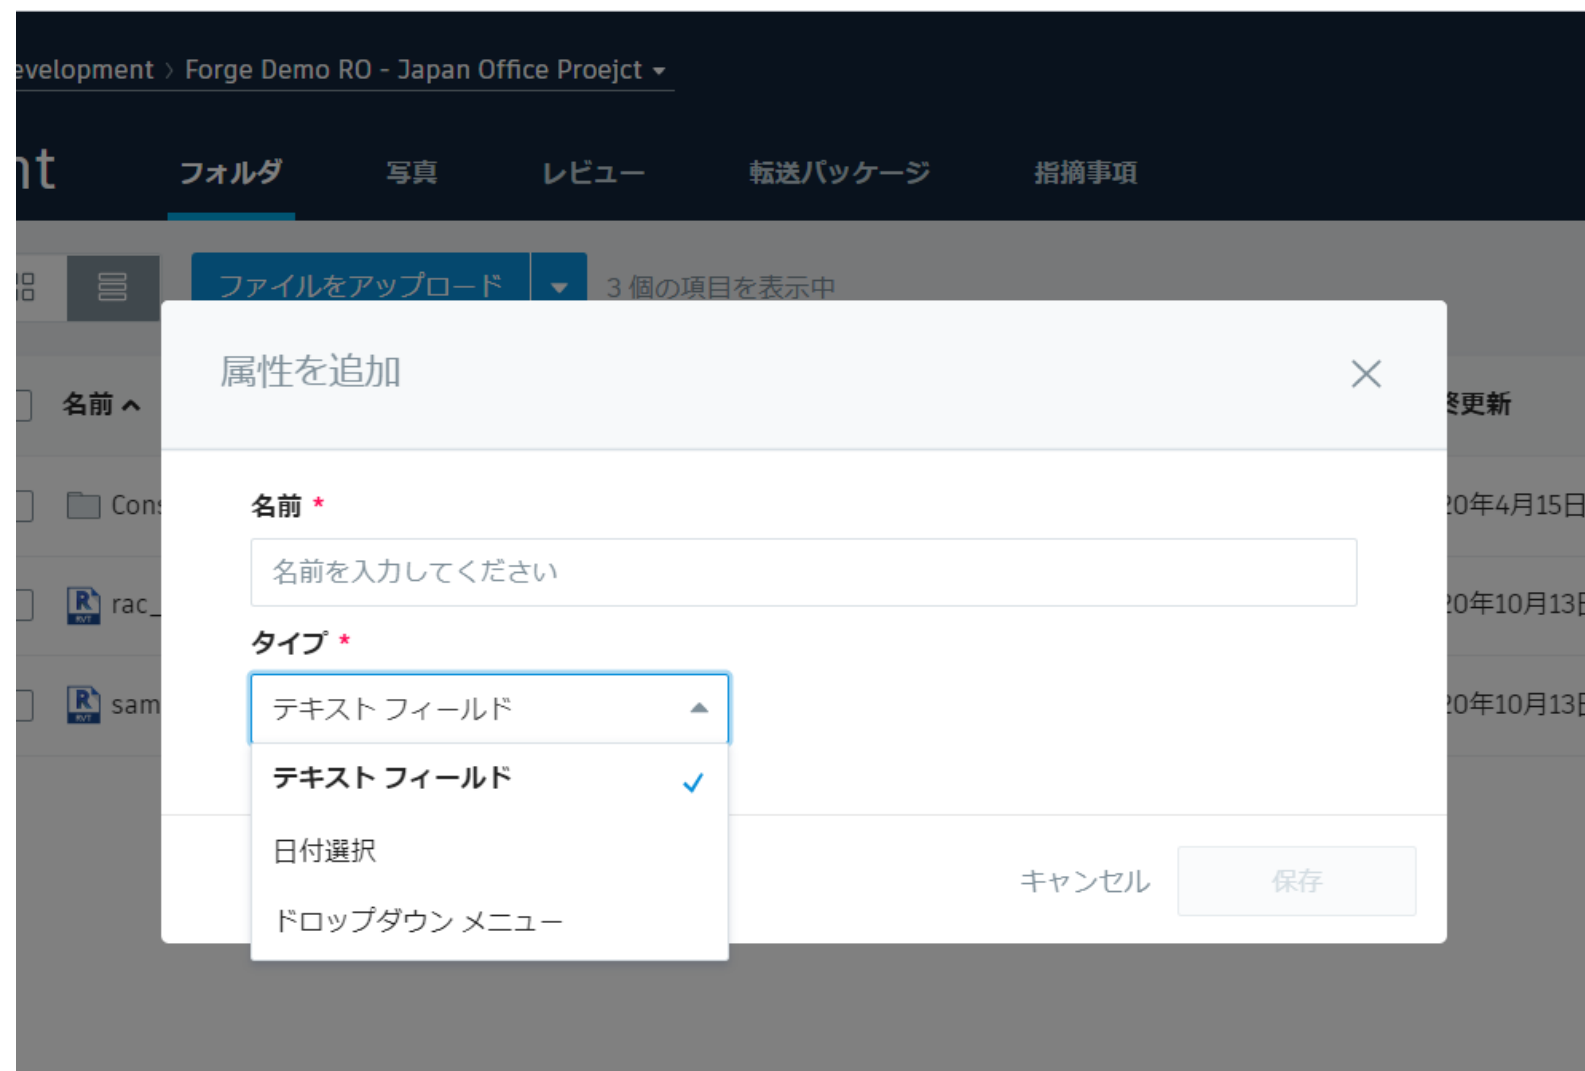 evelopment › Forge Demo RO - Japan Office Proejct
nt
フォルダ 写真 レビュー 転送パッケージ 指摘事項
ファイルをアップロード 3 個の項目を表示中
属性を追加
名前 終更新
名前 *
Cons 20年4月15日
名前を入力してください
R RVT rac_ 20年10月13日
タイプ *
テキスト フィールド
R RVT sam 20年10月13日
テキスト フィールド
日付選択
キャンセル 保存
ドロップダウン メニュー